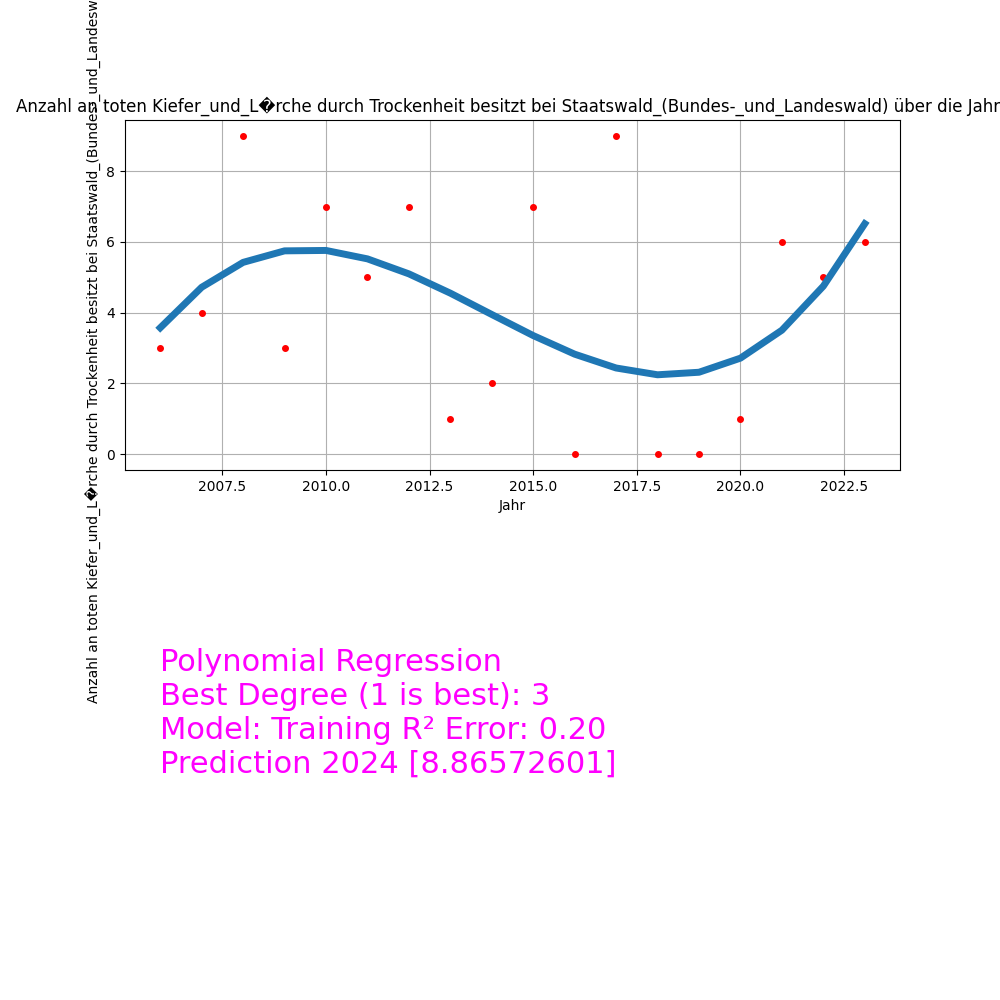 Anzahl an toten Kiefer_und_L�rche durch Trockenheit besitzt bei Staatswald_(Bundes-_und_Landeswald) über die Jahr
Anzahl an toten Kiefer_und_L�rche durch Trockenheit besitzt bei Staatswald_(Bundes-_und_Landesw
8
6
4
2
0
2007.5 2010.0 2012.5 2015.0 2017.5 2020.0 2022.5
Jahr
Polynomial Regression
Best Degree (1 is best): 3
Model: Training R² Error: 0.20
Prediction 2024 [8.86572601]